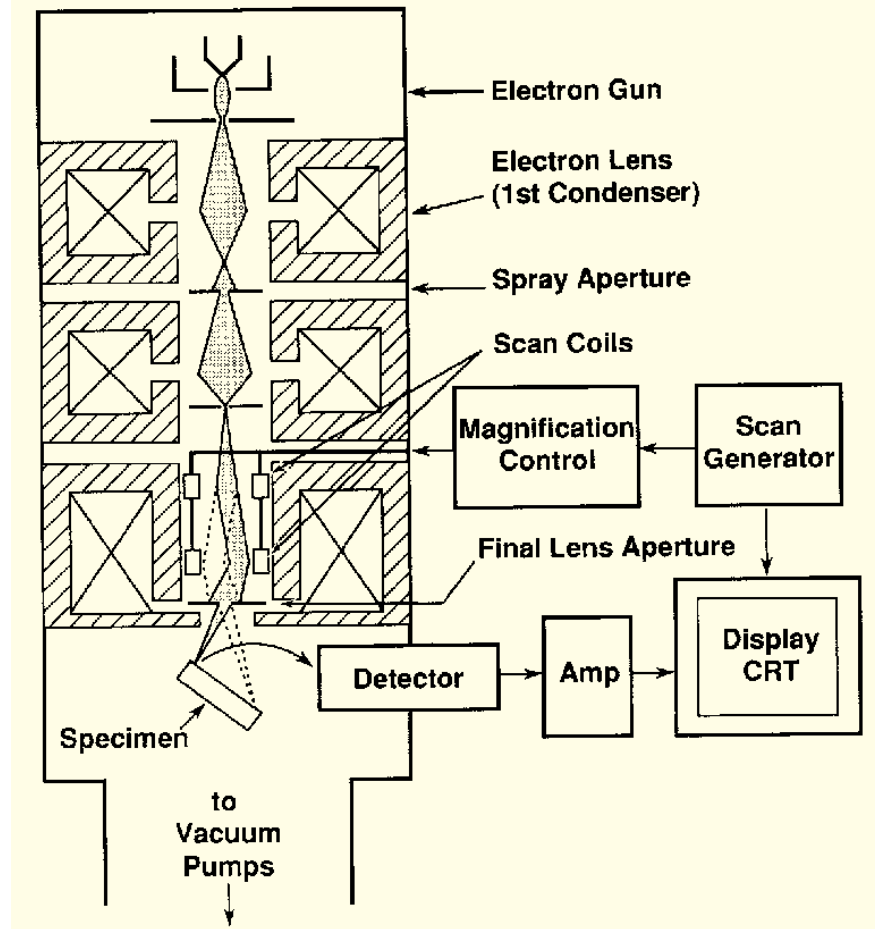 Electron Gun
Electron Lens
(1st Condenser)
Spray Aperture
Scan Coils
Magnification
Control
Scan
Generator
Final Lens Aperture
Display
CRT
Detector
Amp
Specimen
to
Vacuum
Pumps